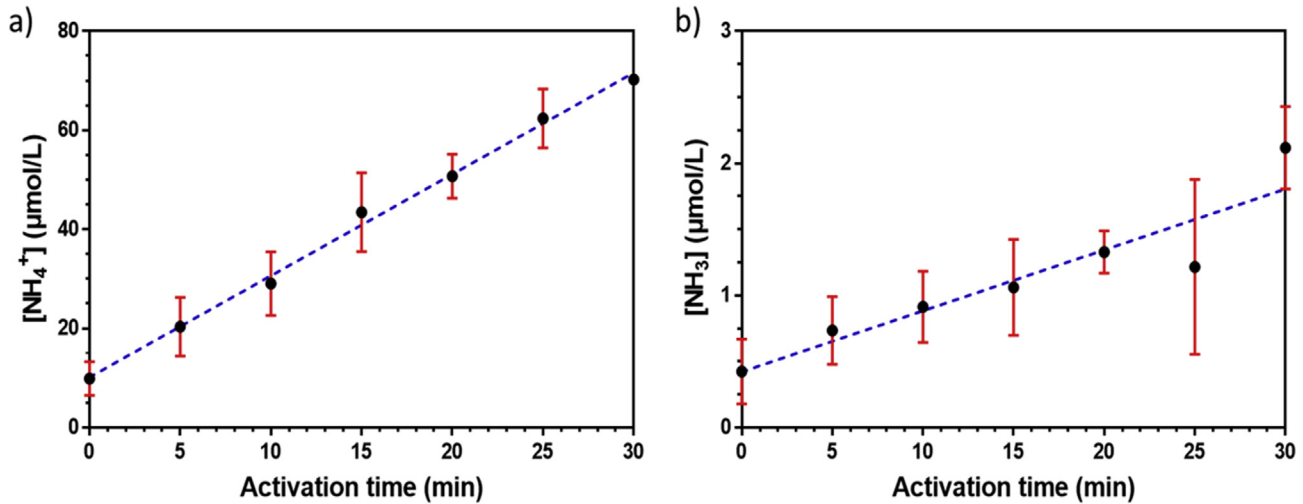 a)
80
60
40
20
0
[NH₄⁺] (µmol/L)
0 5 10 15 20 25 30
Activation time (min)
b)
3
2
1
0
[NH₃] (µmol/L)
0 5 10 15 20 25 30
Activation time (min)